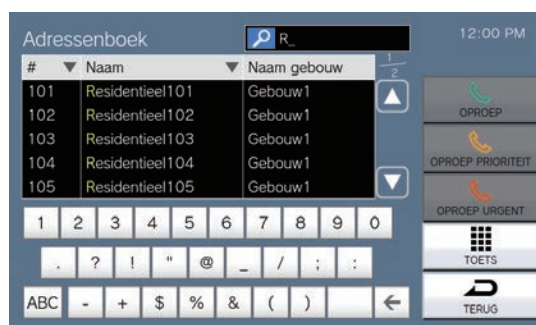 Adressenboek R_ 12:00 PM
# Naam Naam gebouw 1/2
101 Residentieel101 Gebouw1
102 Residentieel102 Gebouw1
103 Residentieel103 Gebouw1
104 Residentieel104 Gebouw1
105 Residentieel105 Gebouw1
OPROEP
OPROEP PRIORITEIT
OPROEP URGENT
TOETS
TERUG
1 2 3 4 5 6 7 8 9 0
. ? ! " @ _ / ; :
ABC - + $ % & ( ) ←